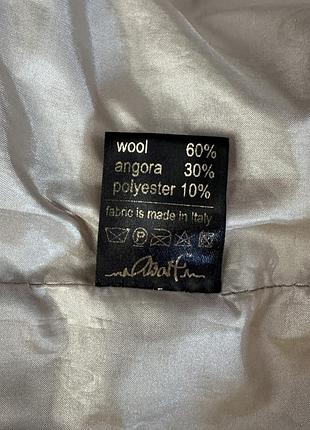 wool 60%
angora 30%
polyester 10%
fabric is made in Italy
P